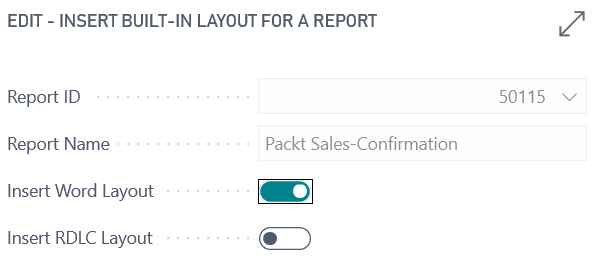 EDIT - INSERT BUILT-IN LAYOUT FOR A REPORT
Report ID 50115
Report Name Packt Sales-Confirmation
Insert Word Layout
Insert RDLC Layout